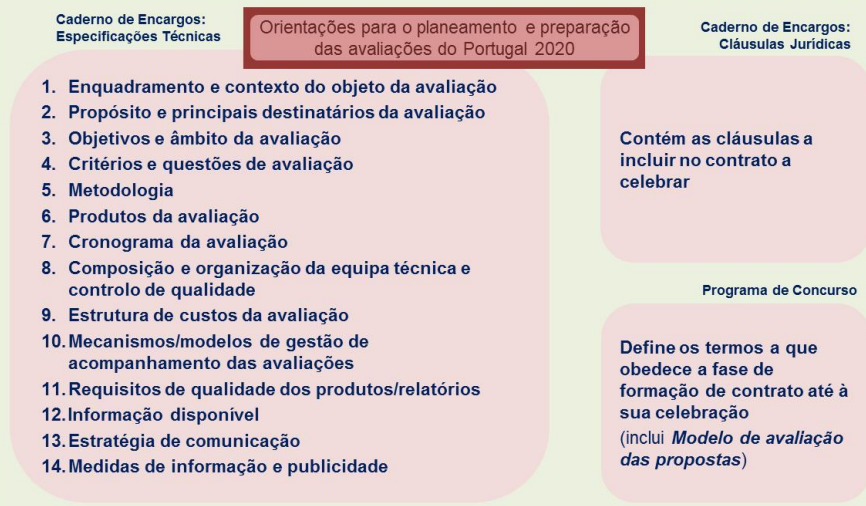 Caderno de Encargos:
Especificações Técnicas
Orientações para o planeamento e preparação
das avaliações do Portugal 2020
Caderno de Encargos:
Cláusulas Jurídicas
1. Enquadramento e contexto do objeto da avaliação
2. Propósito e principais destinatários da avaliação
3. Objetivos e âmbito da avaliação
4. Critérios e questões de avaliação
5. Metodologia
6. Produtos da avaliação
7. Cronograma da avaliação
8. Composição e organização da equipa técnica e
controlo de qualidade
9. Estrutura de custos da avaliação
10. Mecanismos/modelos de gestão de
acompanhamento das avaliações
11. Requisitos de qualidade dos produtos/relatórios
12. Informação disponível
13. Estratégia de comunicação
14. Medidas de informação e publicidade
Contém as cláusulas a
incluir no contrato a
celebrar
Programa de Concurso
Define os termos a que
obedece a fase de
formação de contrato até à
sua celebração
(inclui Modelo de avaliação
das propostas)